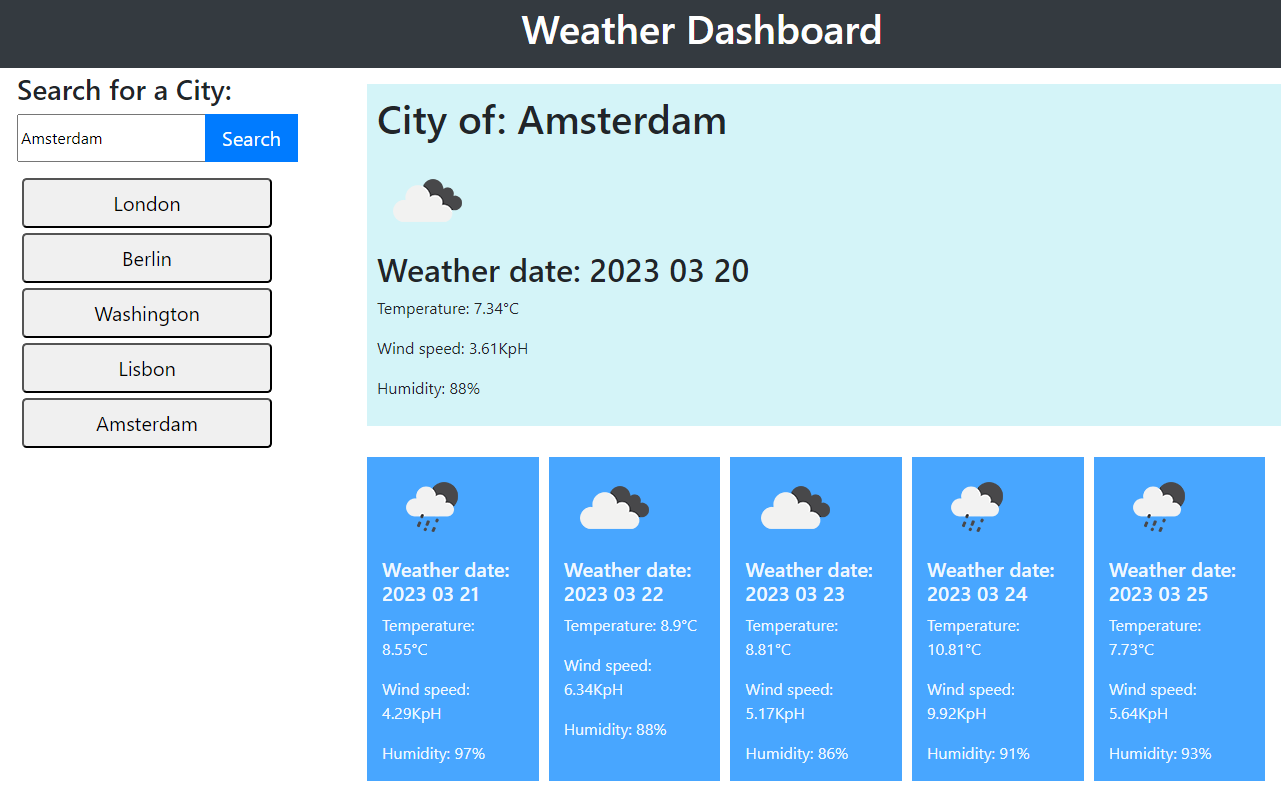 Weather Dashboard
Search for a City:
Amsterdam
Search
London
Berlin
Washington
Lisbon
Amsterdam
City of: Amsterdam
Weather date: 2023 03 20
Temperature: 7.34°C
Wind speed: 3.61KpH
Humidity: 88%
Weather date:
2023 03 21
Temperature:
8.55°C
Wind speed:
4.29KpH
Humidity: 97%
Weather date:
2023 03 22
Temperature: 8.9°C
Wind speed:
6.34KpH
Humidity: 88%
Weather date:
2023 03 23
Temperature:
8.81°C
Wind speed:
5.17KpH
Humidity: 86%
Weather date:
2023 03 24
Temperature:
10.81°C
Wind speed:
9.92KpH
Humidity: 91%
Weather date:
2023 03 25
Temperature:
7.73°C
Wind speed:
5.64KpH
Humidity: 93%